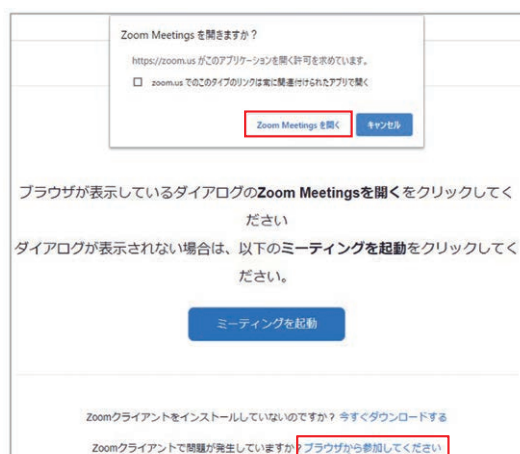 Zoom Meetings を開きますか？
https://zoom.us がこのアプリケーションを開く許可を求めています。
zoom.us でのこのタイプのリンクは常に関連付けられたアプリで開く
Zoom Meetings を開く キャンセル
ブラウザが表示しているダイアログのZoom Meetingsを開くをクリックしてく
ださい
ダイアログが表示されない場合は、以下のミーティングを起動をクリックしてく
ださい。
ミーティングを起動
Zoomクライアントをインストールしていないのですか？ 今すぐダウンロードする
Zoomクライアントで問題が発生していますか？ ブラウザから参加してください